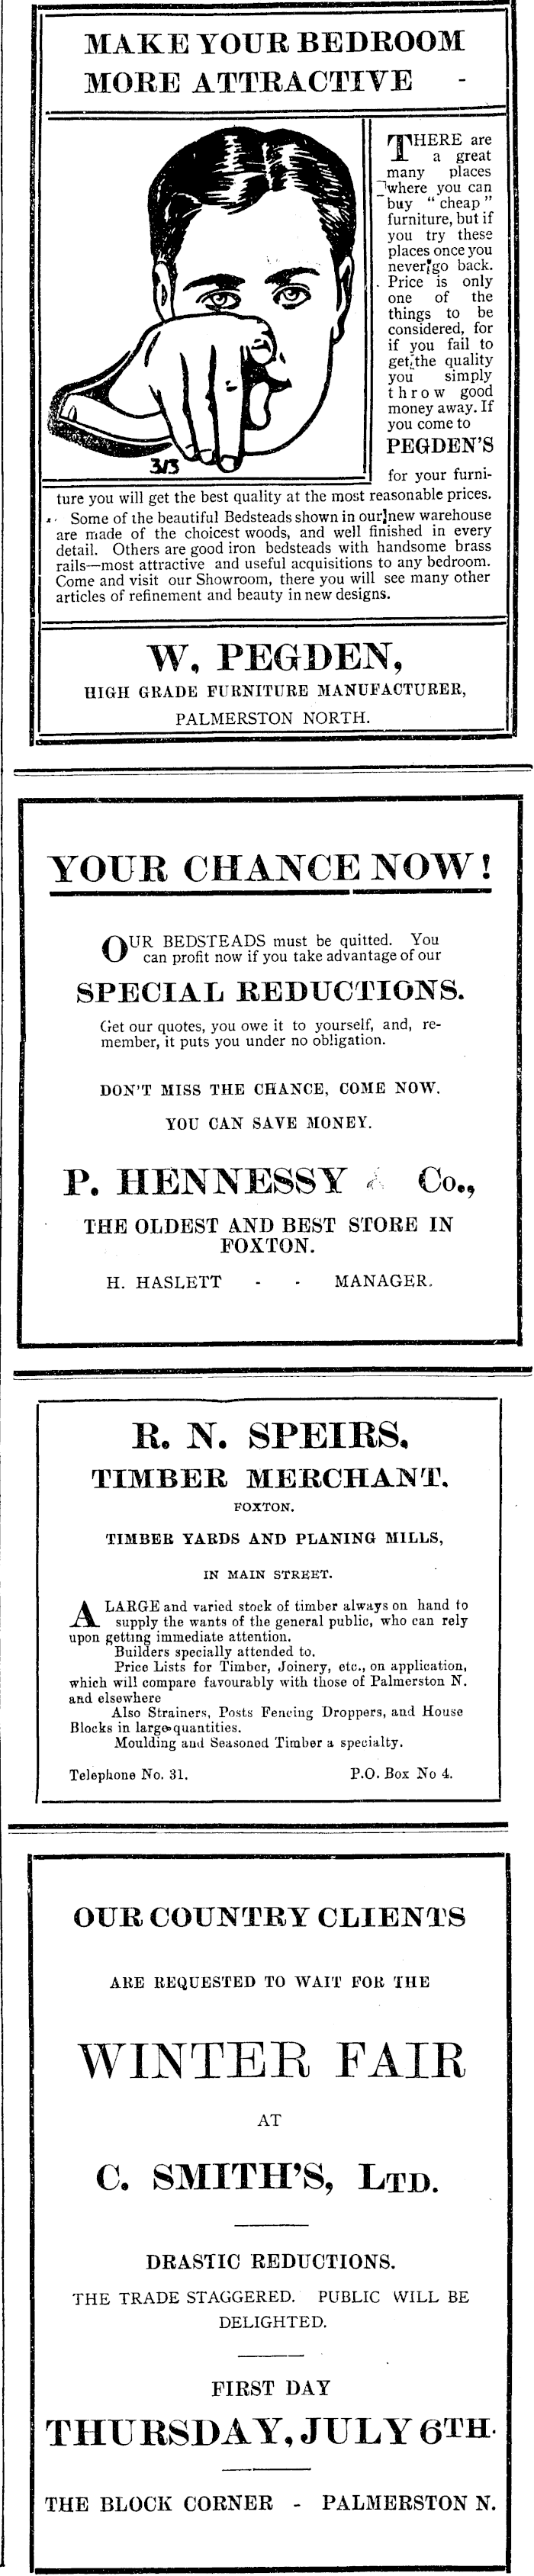 MAKE YOUR BEDROOM
MORE ATTRACTIVE -
THERE are
a great
many places
where you can
buy "cheap"
furniture, but if
you try these
places once you
never go back.
Price is only
one of the
things to be
considered, for
if you fail to
get the quality
you simply
throw good
money away. If
you come to
PEGDEN'S
for your furni-
3/3
ture you will get the best quality at the most reasonable prices.
Some of the beautiful Bedsteads shown in our new warehouse
are made of the choicest woods, and well finished in every
detail. Others are good iron bedsteads with handsome brass
rails—most attractive and useful acquisitions to any bedroom.
Come and visit our Showroom, there you will see many other
articles of refinement and beauty in new designs.
W. PEGDEN,
HIGH GRADE FURNITURE MANUFACTURER,
PALMERSTON NORTH.
YOUR CHANCE NOW!
OUR BEDSTEADS must be quitted. You
can profit now if you take advantage of our
SPECIAL REDUCTIONS.
Get our quotes, you owe it to yourself, and, re-
member, it puts you under no obligation.
DON'T MISS THE CHANCE, COME NOW.
YOU CAN SAVE MONEY.
P. HENNESSY & Co.,
THE OLDEST AND BEST STORE IN
FOXTON.
H. HASLETT - - MANAGER.
R. N. SPEIRS.
TIMBER MERCHANT.
FOXTON.
TIMBER YARDS AND PLANING MILLS,
IN MAIN STREET.
A LARGE and varied stock of timber always on hand to
supply the wants of the general public, who can rely
upon getting immediate attention.
Builders specially attended to.
Price Lists for Timber, Joinery, etc., on application,
which will compare favourably with those of Palmerston N.
and elsewhere
Also Strainers, Posts Fencing Droppers, and House
Blocks in large quantities.
Moulding and Seasoned Timber a specialty.
Telephone No. 31. P.O. Box No 4.
OUR COUNTRY CLIENTS
ARE REQUESTED TO WAIT FOR THE
WINTER FAIR
AT
C. SMITH'S, LTD.
DRASTIC REDUCTIONS.
THE TRADE STAGGERED. PUBLIC WILL BE
DELIGHTED.
FIRST DAY
THURSDAY, JULY 6TH.
THE BLOCK CORNER - PALMERSTON N.